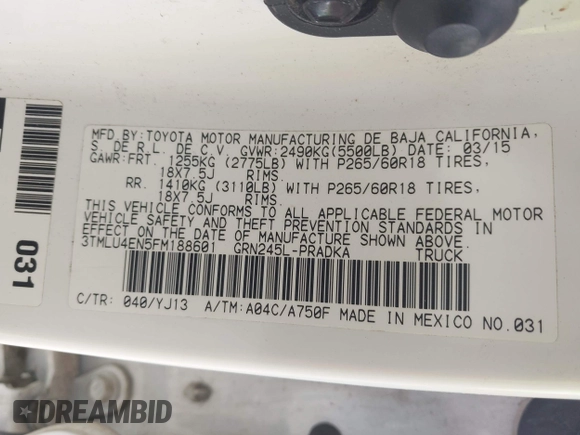 031
MFD BY:TOYOTA MOTOR MANUFACTURING DE BAJA CALIFORNIA,
S. DE R.L. DE C.V. GVWR:2490KG(5500LB) DATE: 03/15
GAWR:FRT. 1255KG (2775LB) WITH P265/60R18 TIRES,
18X7.5J RIMS.
RR. 1410KG (3110LB) WITH P265/60R18 TIRES,
18X7.5J RIMS.
THIS VEHICLE CONFORMS TO ALL APPLICABLE FEDERAL MOTOR
VEHICLE SAFETY AND THEFT PREVENTION STANDARDS IN
EFFECT ON THE DATE OF MANUFACTURE SHOWN ABOVE.
3TMLU4EN5FM188601 GRN245L-PRADKA TRUCK
C/TR: 040/YJ13 A/TM:A04C/A750F MADE IN MEXICO NO.031
DREAMBID